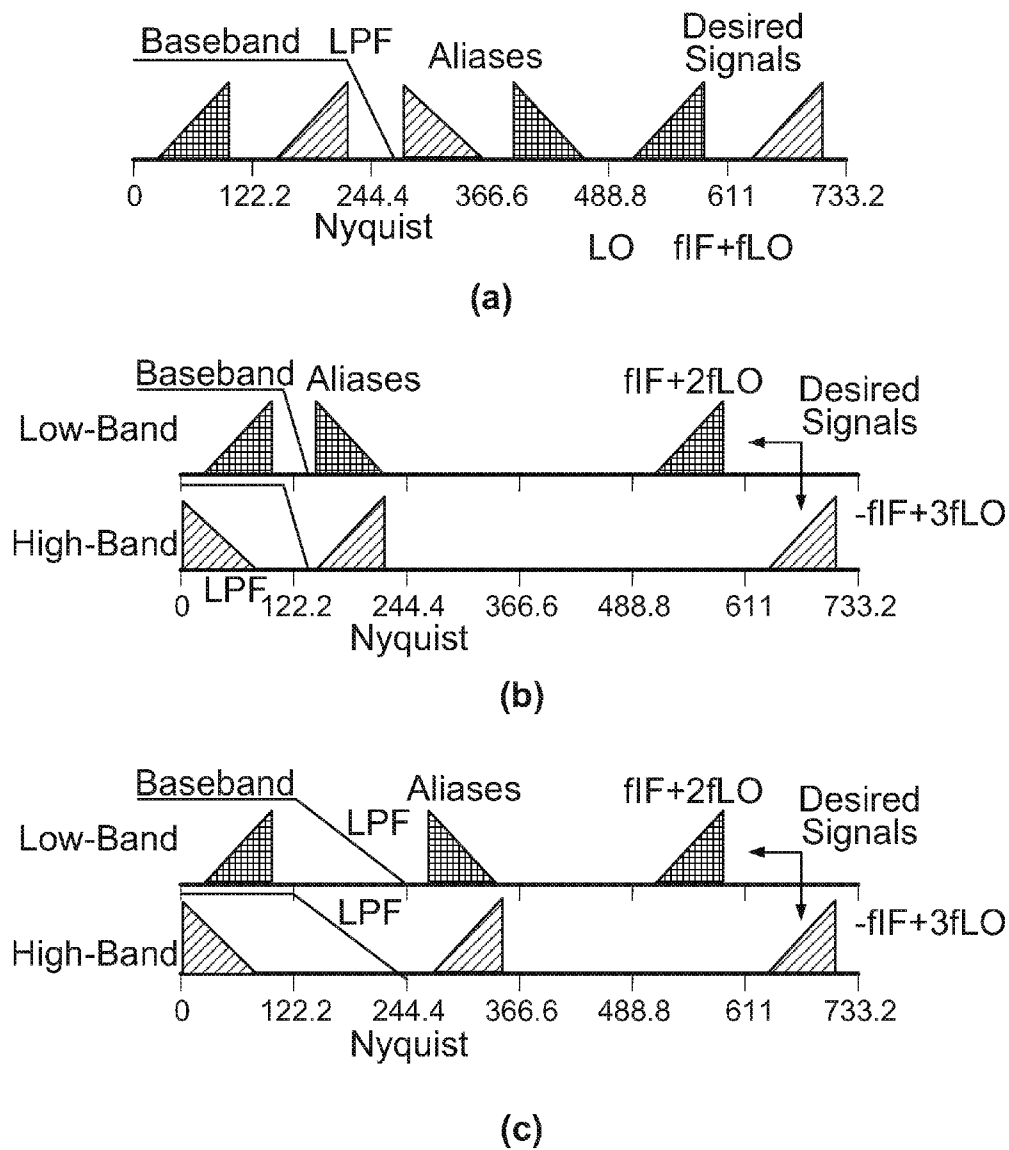 Baseband LPF Aliases Desired Signals
0 122.2 244.4 366.6 488.8 611 733.2
Nyquist LO fIF+fLO
(a)
Baseband Aliases fIF+2fLO Desired Signals
Low-Band
High-Band -fIF+3fLO
LPF
0 122.2 244.4 366.6 488.8 611 733.2
Nyquist
(b)
Baseband LPF Aliases fIF+2fLO Desired Signals
Low-Band
LPF
High-Band -fIF+3fLO
0 122.2 244.4 366.6 488.8 611 733.2
Nyquist
(c)